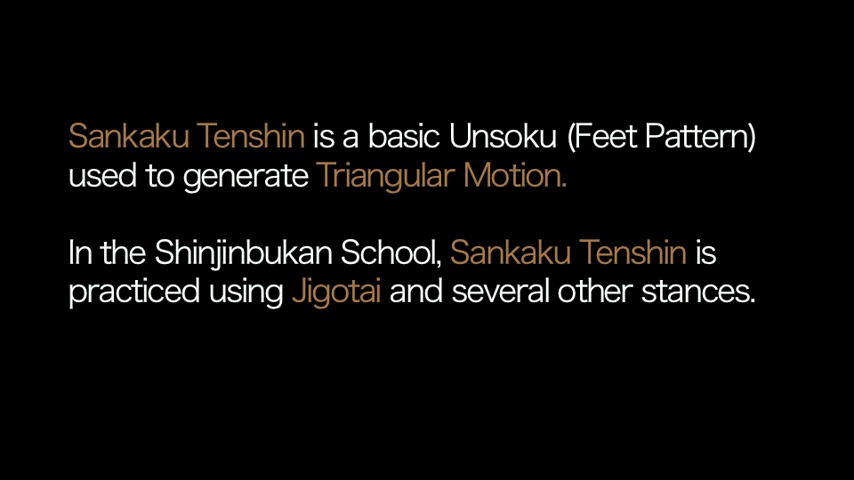 Sankaku Tenshin is a basic Unsoku (Feet Pattern)
used to generate Triangular Motion.
In the Shinjinbukan School, Sankaku Tenshin is
practiced using Jigotai and several other stances.